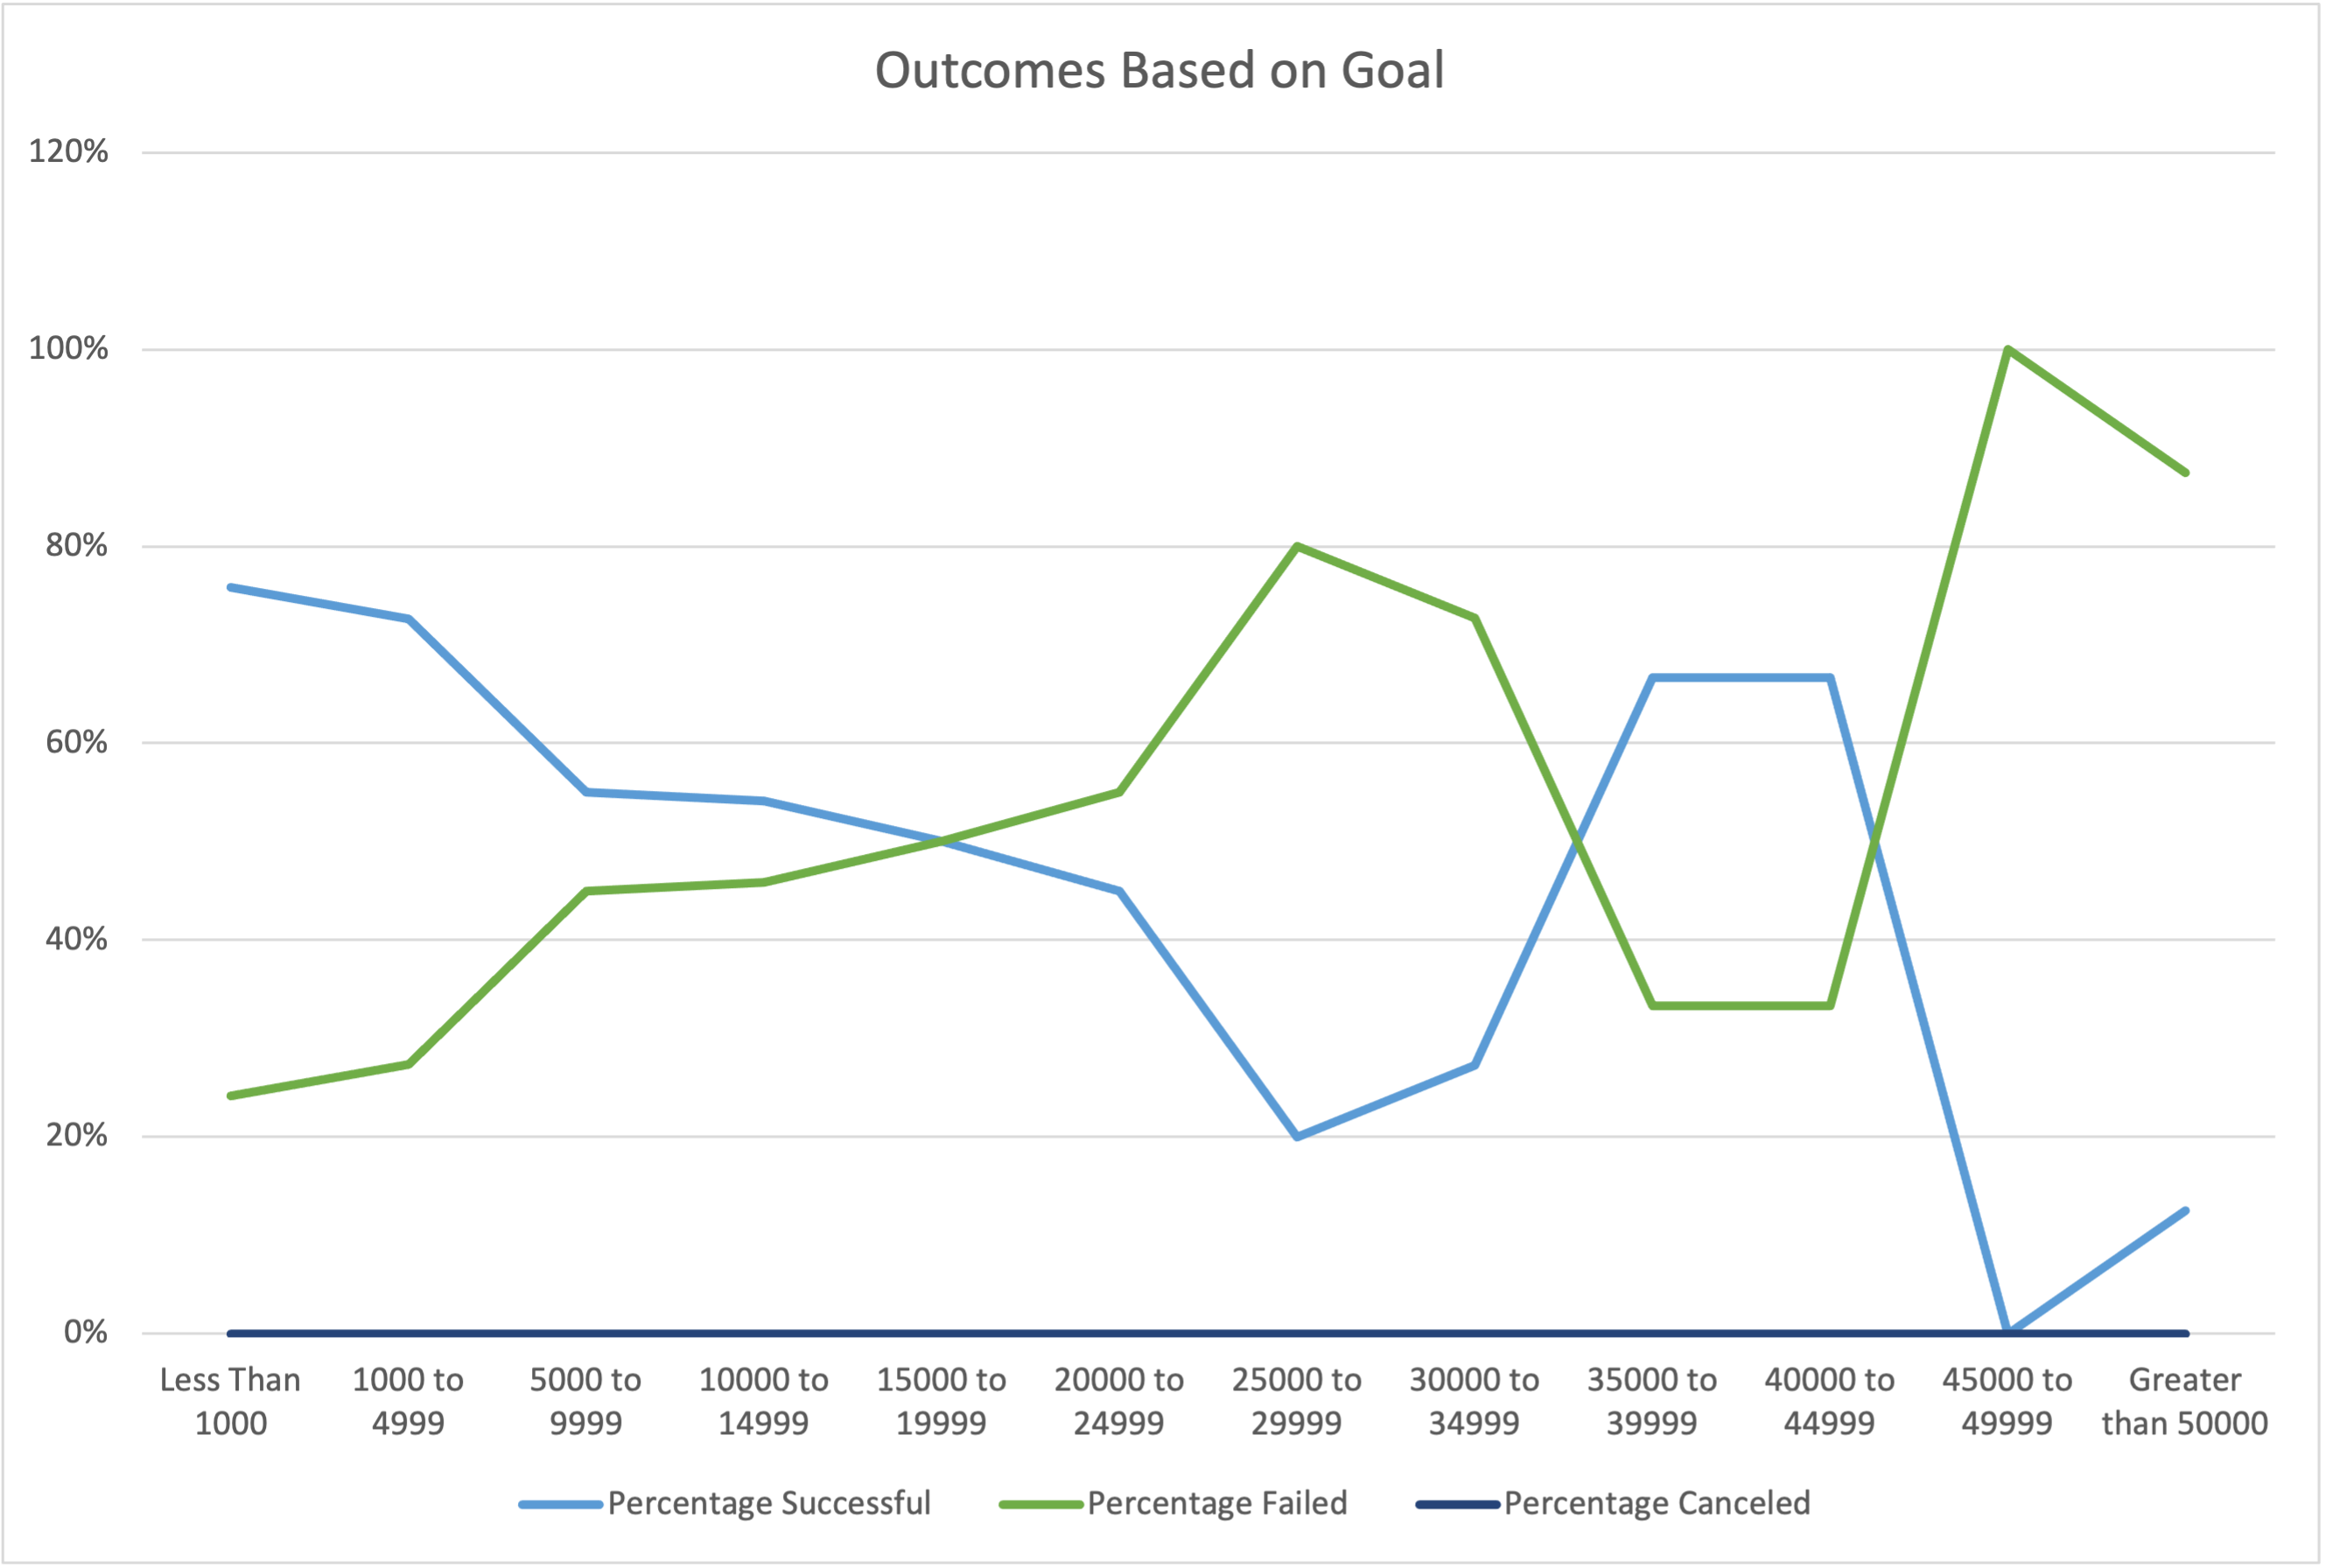 Outcomes Based on Goal
120%
100%
80%
60%
40%
20%
0%
Less Than
1000
1000 to
4999
5000 to
9999
10000 to
14999
15000 to
19999
20000 to
24999
25000 to
29999
30000 to
34999
35000 to
39999
40000 to
44999
45000 to
49999
Greater
than 50000
Percentage Successful
Percentage Failed
Percentage Canceled